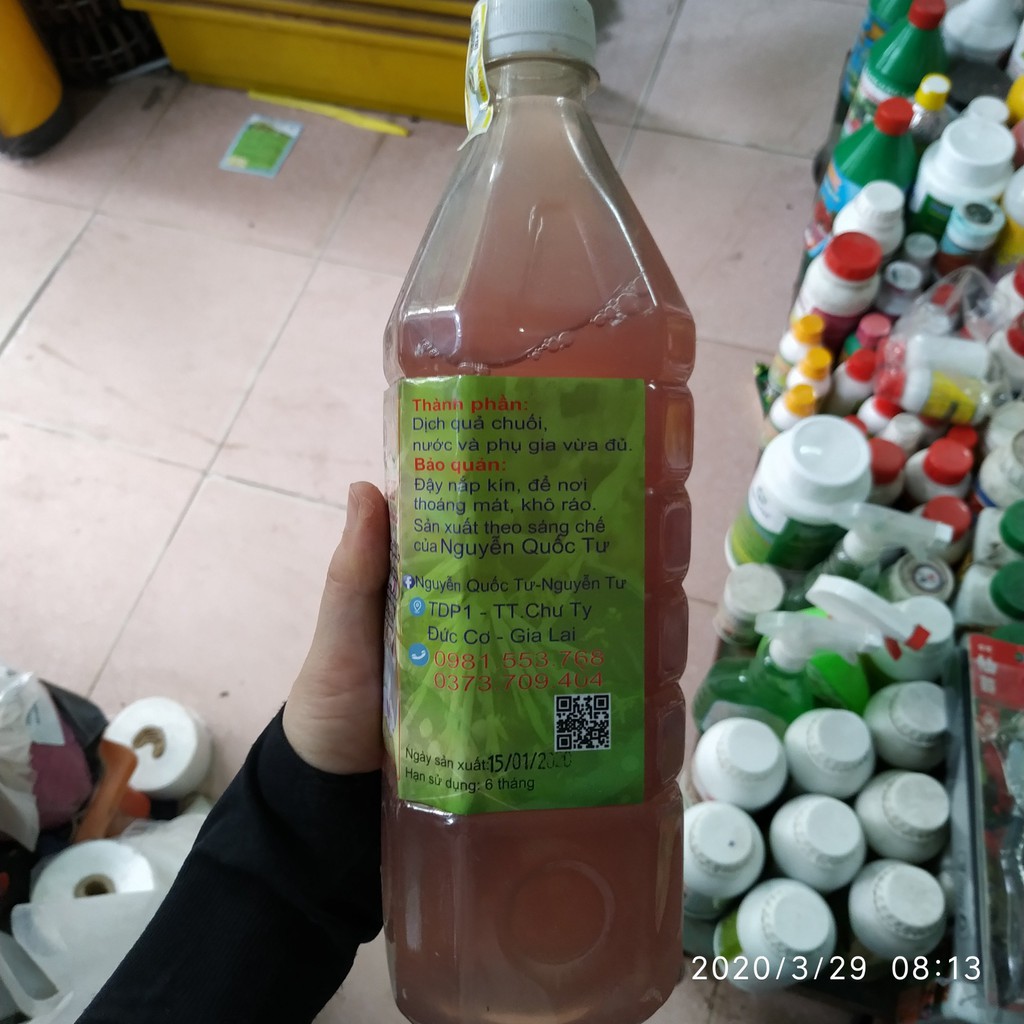 Thành phần:
Dịch quả chuối,
nước và phụ gia vừa đủ.
Bảo quản:
Đậy nắp kín, để nơi
thoáng mát, khô ráo.
Sản xuất theo sáng chế
của Nguyễn Quốc Tư
Nguyễn Quốc Tư-Nguyễn Tư
TDP1 - TT.Chư Ty
Đức Cơ - Gia Lai
0981 553 768
0373 709 404
Ngày sản xuất:15/01/2020
Hạn sử dụng: 6 tháng
2020/3/29 08:13